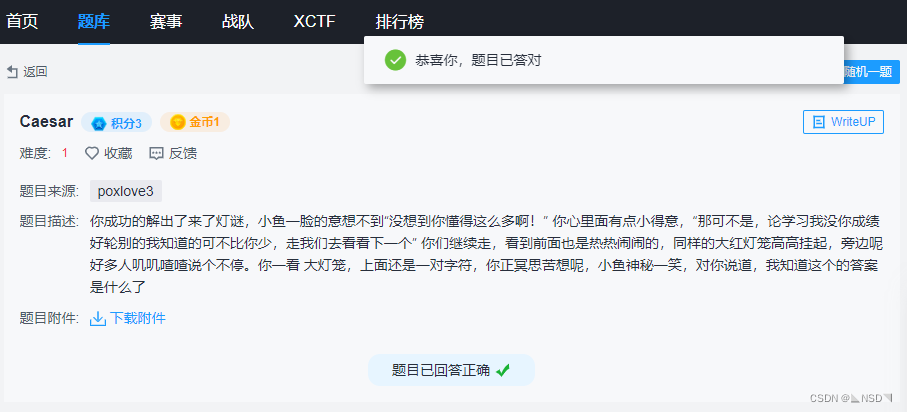 首页 题库 赛事 战队 XCTF 排行榜
恭喜你，题目已答对
返回 随机一题
Caesar 积分3 金币1 WriteUP
难度: 1 收藏 反馈
题目来源: poxlove3
题目描述: 你成功的解出了来了灯谜，小鱼一脸的意想不到“没想到你懂得这么多啊！” 你心里面有点小得意，“那可不是，论学习我没你成绩
好轮别的我知道的可不比你少，走我们去看看下一个” 你们继续走，看到前面也是热热闹闹的，同样的大红灯笼高高挂起，旁边呢
好多人叽叽喳喳说个不停。你一看 大灯笼，上面还是一对字符，你正冥思苦想呢，小鱼神秘一笑，对你说道，我知道这个的答案
是什么了
题目附件: 下载附件
题目已回答正确
CSDN @◣NSD◥